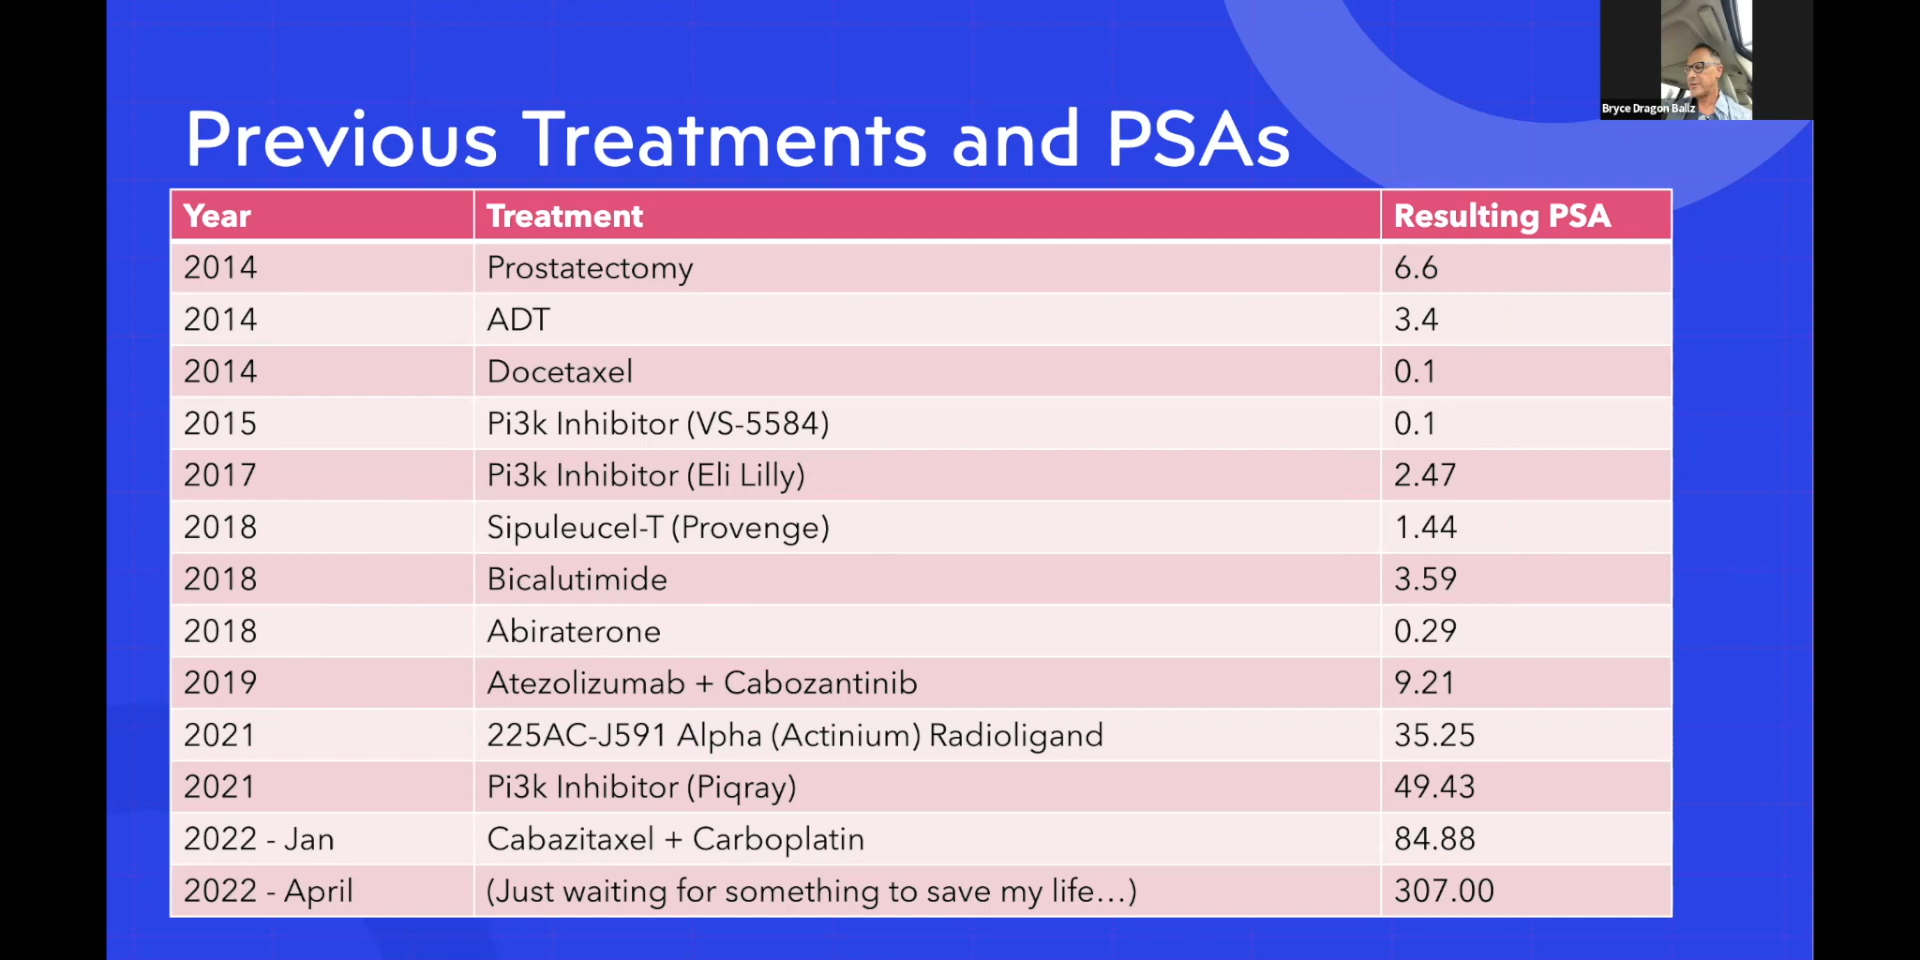 Bryce Dragon Ballz
Previous Treatments and PSAs
Year Treatment Resulting PSA
2014 Prostatectomy 6.6
2014 ADT 3.4
2014 Docetaxel 0.1
2015 Pi3k Inhibitor (VS-5584) 0.1
2017 Pi3k Inhibitor (Eli Lilly) 2.47
2018 Sipuleucel-T (Provenge) 1.44
2018 Bicalutimide 3.59
2018 Abiraterone 0.29
2019 Atezolizumab + Cabozantinib 9.21
2021 225AC-J591 Alpha (Actinium) Radioligand 35.25
2021 Pi3k Inhibitor (Piqray) 49.43
2022 - Jan Cabazitaxel + Carboplatin 84.88
2022 - April (Just waiting for something to save my life...) 307.00